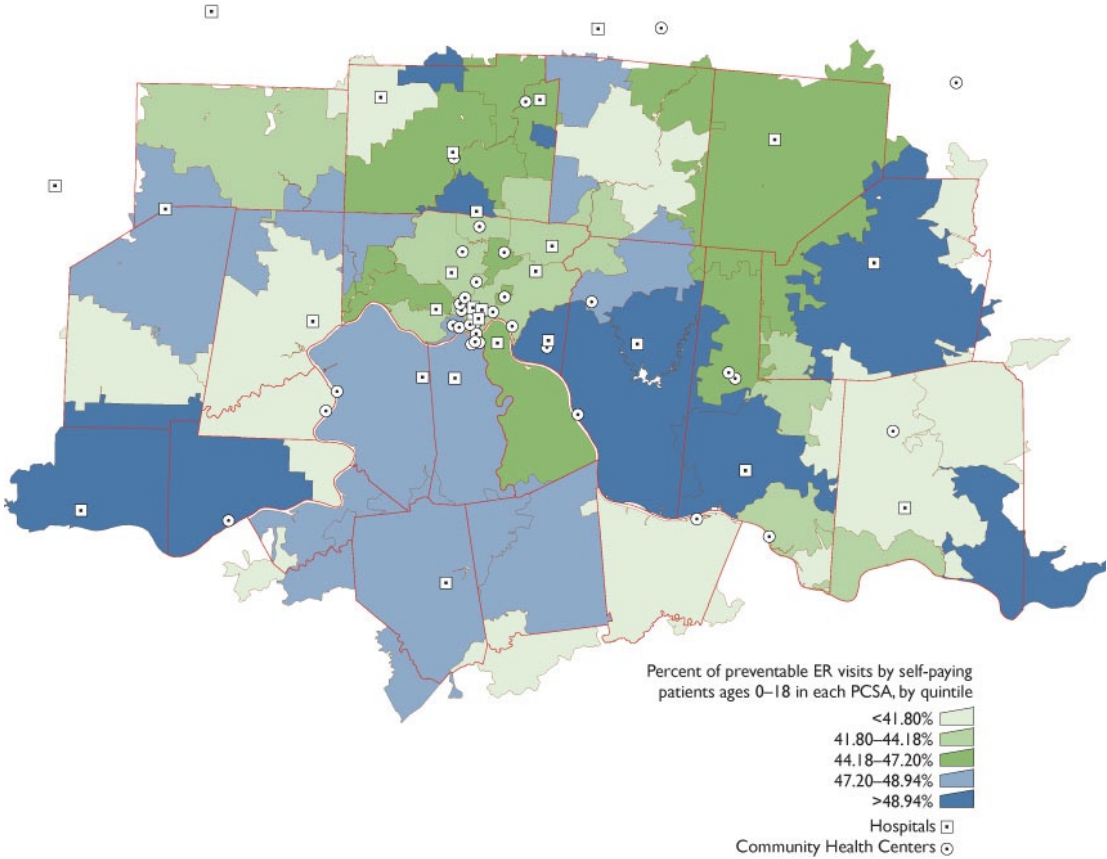 Percent of preventable ER visits by self-paying
patients ages 0–18 in each PCSA, by quintile
<41.80%
41.80–44.18%
44.18–47.20%
47.20–48.94%
>48.94%
Hospitals
Community Health Centers